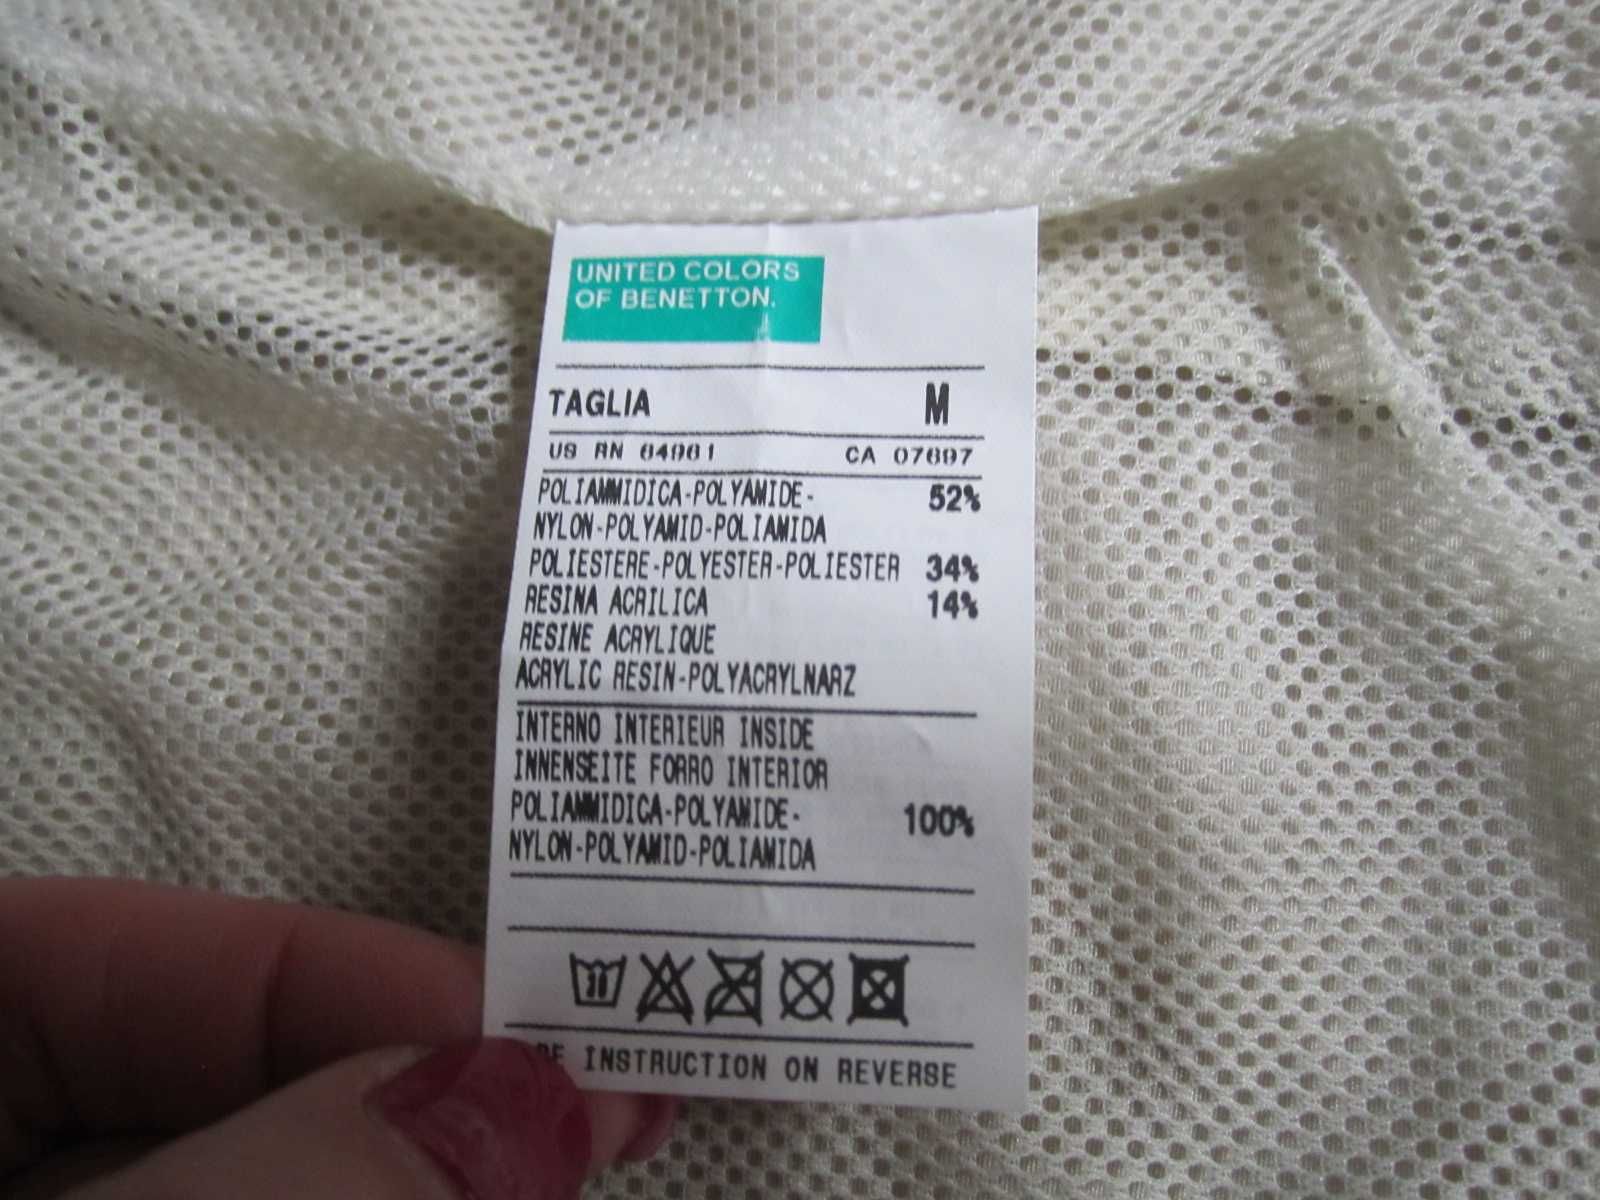 UNITED COLORS
OF BENETTON.
TAGLIA M
US RN 64961 CA 07697
POLIAMMIDICA-POLYAMIDE- 52%
NYLON-POLYAMID-POLIAMIDA
POLIESTERE-POLYESTER-POLIESTER 34%
RESINA ACRILICA 14%
RESINE ACRYLIQUE
ACRYLIC RESIN-POLYACRYLNARZ
INTERNO INTERIEUR INSIDE
INNENSEITE FORRO INTERIOR
POLIAMMIDICA-POLYAMIDE- 100%
NYLON-POLYAMID-POLIAMIDA
INSTRUCTION ON REVERSE